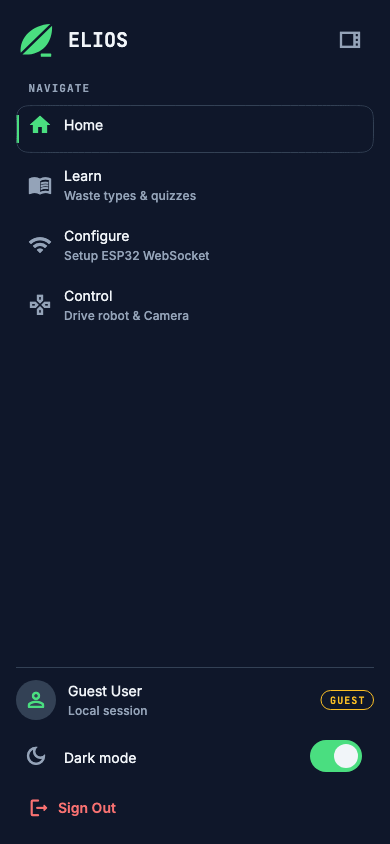 ELIOS
NAVIGATE
Home
Learn
Waste types & quizzes
Configure
Setup ESP32 WebSocket
Control
Drive robot & Camera
Guest User
Local session
GUEST
Dark mode
Sign Out